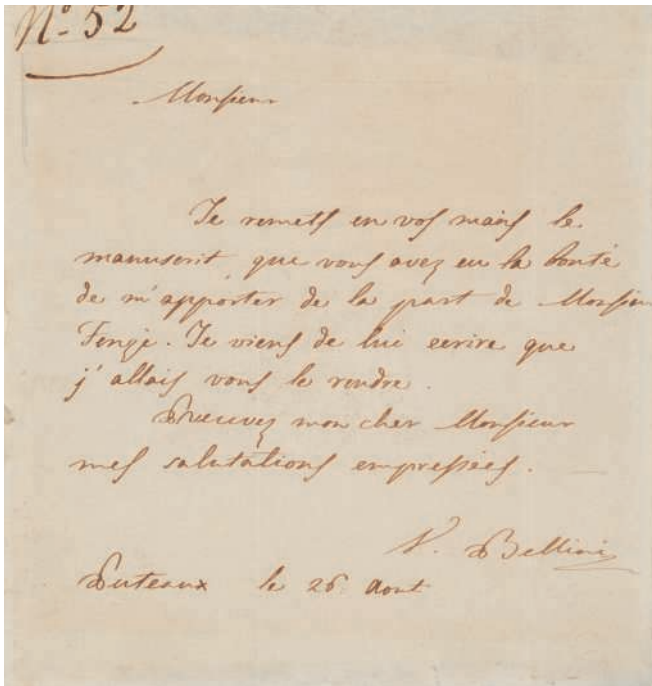 N° 52
Monsieur
Je remets en vos mains le
manuscrit, que vous avez eu la bonté
de m'apporter de la part de Monsieur
Je viens de lui ecrire que
j'allais vous le rendre.
Recevez mon cher Monsieur
mes salutations empressées.
V. Bellini
Puteaux le 26 aout